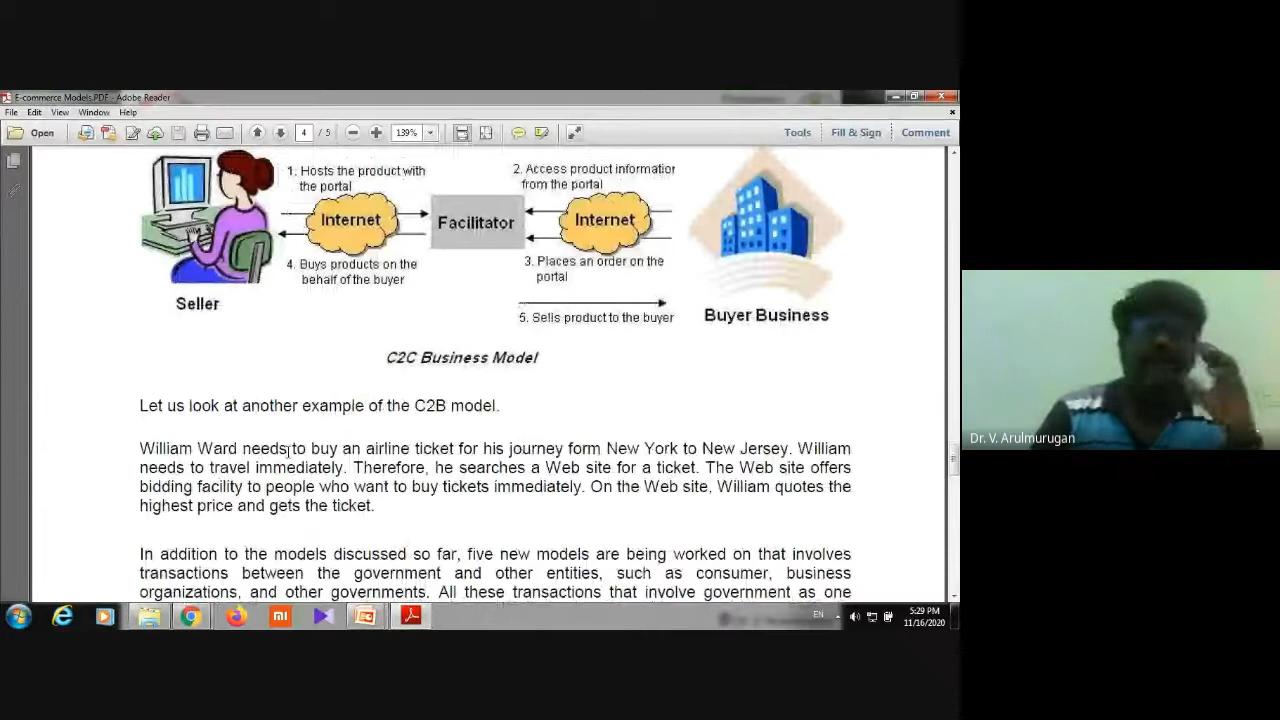 E-commerce Models.PDF - Adobe Reader
File Edit View Window Help
Open 4 / 5 139% Tools Fill & Sign Comment
1. Hosts the product with
the portal
2. Access product information
from the portal
Internet
Facilitator
Internet
4. Buys products on the
behalf of the buyer
3. Places an order on the
portal
Seller
5. Sells product to the buyer
Buyer Business
C2C Business Model
Let us look at another example of the C2B model.
William Ward needs to buy an airline ticket for his journey form New York to New Jersey. William
needs to travel immediately. Therefore, he searches a Web site for a ticket. The Web site offers
bidding facility to people who want to buy tickets immediately. On the Web site, William quotes the
highest price and gets the ticket.
In addition to the models discussed so far, five new models are being worked on that involves
transactions between the government and other entities, such as consumer, business
organizations, and other governments. All these transactions that involve government as one
Dr. V. Arulmurugan
mi
EN
5:29 PM
11/16/2020